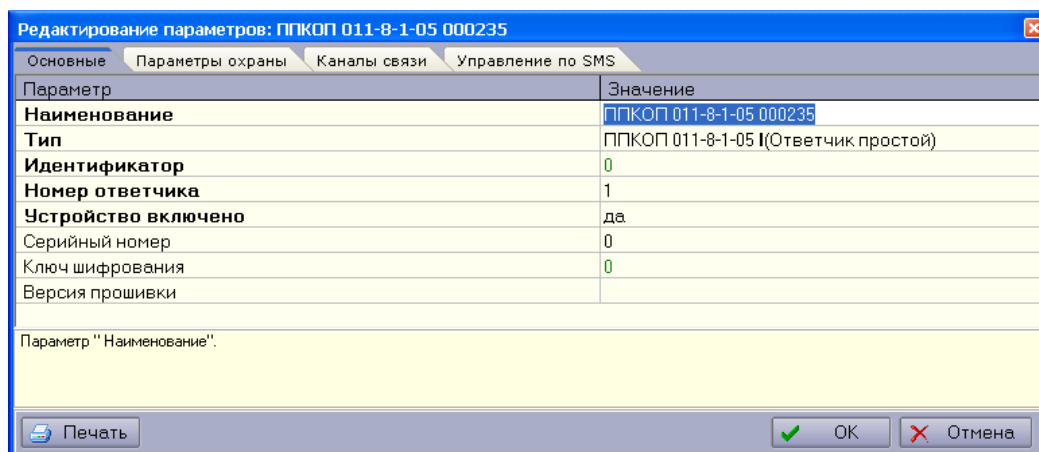 Редактирование параметров: ППКОП 011-8-1-05 000235
Основные Параметры охраны Каналы связи Управление по SMS
Параметр Значение
Наименование ППКОП 011-8-1-05 000235
Тип ППКОП 011-8-1-05 I(Ответчик простой)
Идентификатор 0
Номер ответчика 1
Устройство включено да
Серийный номер 0
Ключ шифрования 0
Версия прошивки
Параметр "Наименование".
Печать OK Отмена